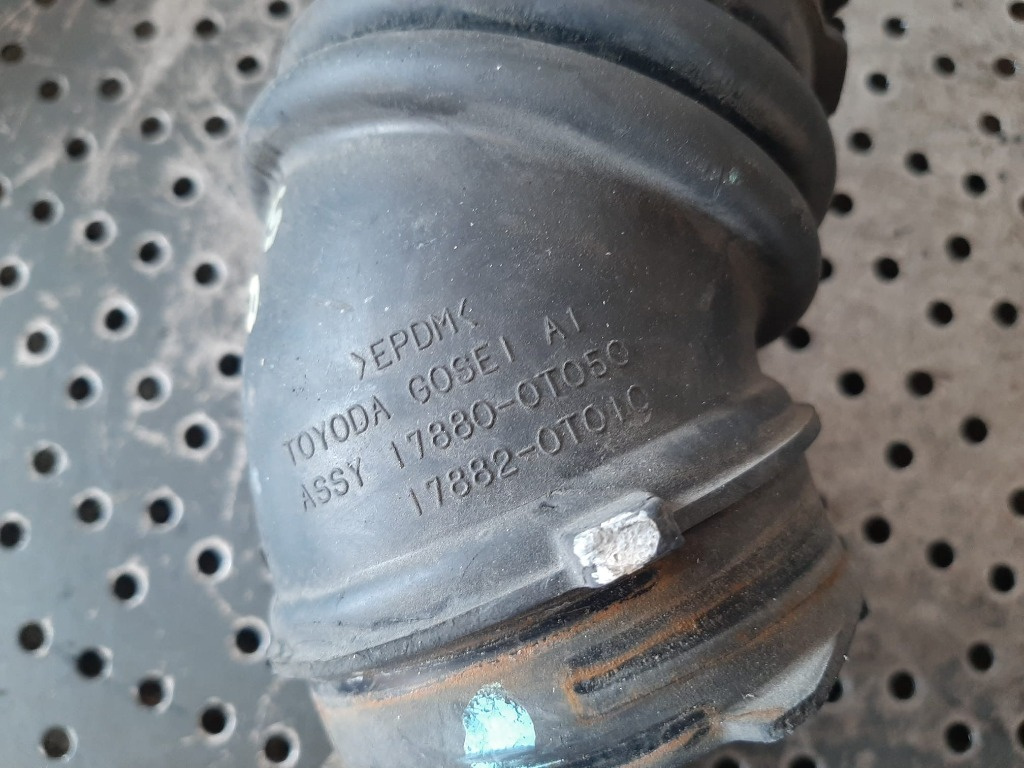 >EPDM<
TOYODA GOSEI A1
ASSY 17880-0T050
17882-0T010